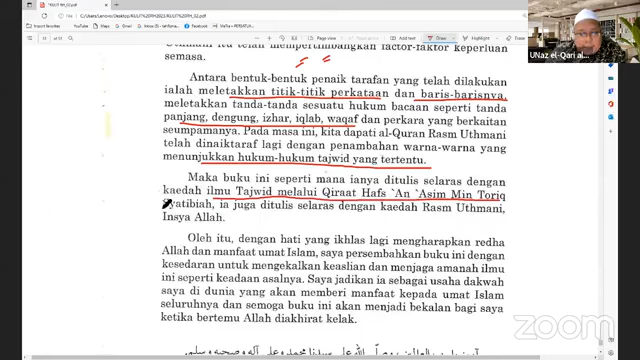 UNaz el-Qari al...
Uthmani itu telah mempertimbangkan factor-faktor keperluan
semasa.
Antara bentuk-bentuk penaik tarafan yang telah dilakukan
ialah meletakkan titik-titik perkataan dan baris-barisnya,
meletakkan tanda-tanda sesuatu hukum bacaan seperti tanda
panjang, dengung, izhar, iqlab, waqaf dan perkara yang berkaitan
seumpamanya. Pada masa ini, kita dapati al-Quran Rasm Uthmani
telah dinaiktaraf lagi dengan penambahan warna-warna yang
menunjukkan hukum-hukum tajwid yang tertentu.
Maka buku ini seperti mana ianya ditulis selaras dengan
kaedah ilmu Tajwid melalui Qiraat Hafs `An `Asim Min Toriq
Syatibiah, ia juga ditulis selaras dengan kaedah Rasm Uthmani,
Insya Allah.
Oleh itu, dengan hati yang ikhlas lagi mengharapkan redha
Allah dan manfaat umat Islam, saya persembahkan buku ini dengan
kesedaran untuk mengekalkan keaslian dan menjaga amanah ilmu
ini seperti keadaan asalnya. Saya jadikan ia sebagai usaha dakwah
saya di dunia yang akan memberi manfaat kepada umat Islam
seluruhnya dan semoga buku ini akan menjadi bekalan bagi saya
ketika bertemu Allah diakhirat kelak.
zoom